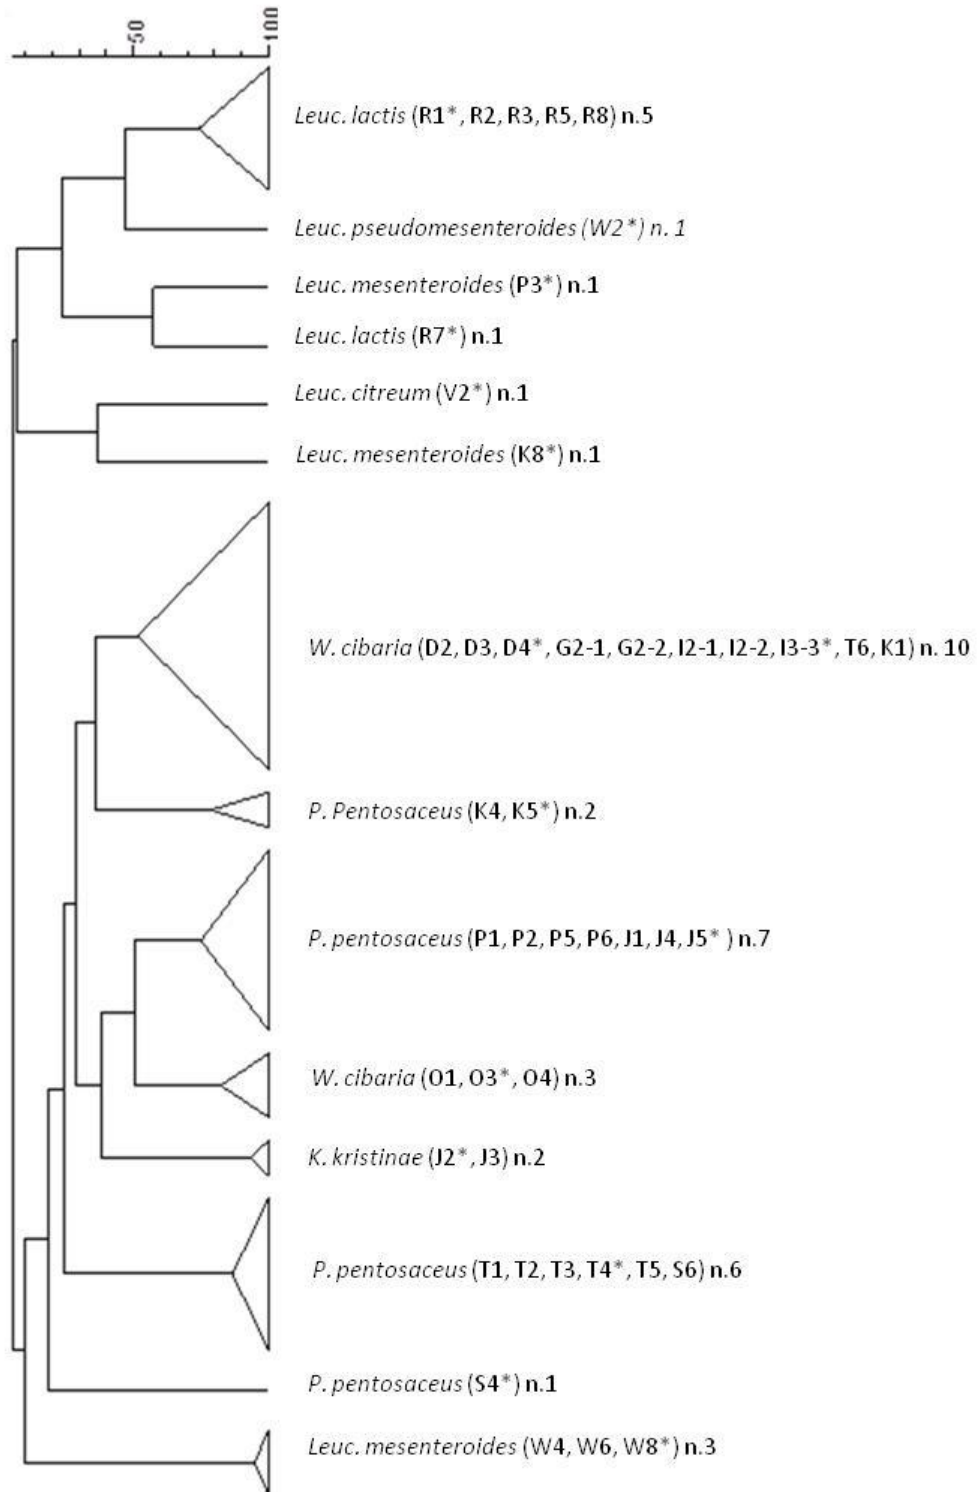 50
100
Leuc. lactis (R1*, R2, R3, R5, R8) n.5
Leuc. pseudomesenteroides (W2*) n. 1
Leuc. mesenteroides (P3*) n.1
Leuc. lactis (R7*) n.1
Leuc. citreum (V2*) n.1
Leuc. mesenteroides (K8*) n.1
W. cibaria (D2, D3, D4*, G2-1, G2-2, I2-1, I2-2, I3-3*, T6, K1) n. 10
P. Pentosaceus (K4, K5*) n.2
P. pentosaceus (P1, P2, P5, P6, J1, J4, J5* ) n.7
W. cibaria (O1, O3*, O4) n.3
K. kristinae (J2*, J3) n.2
P. pentosaceus (T1, T2, T3, T4*, T5, S6) n.6
P. pentosaceus (S4*) n.1
Leuc. mesenteroides (W4, W6, W8*) n.3